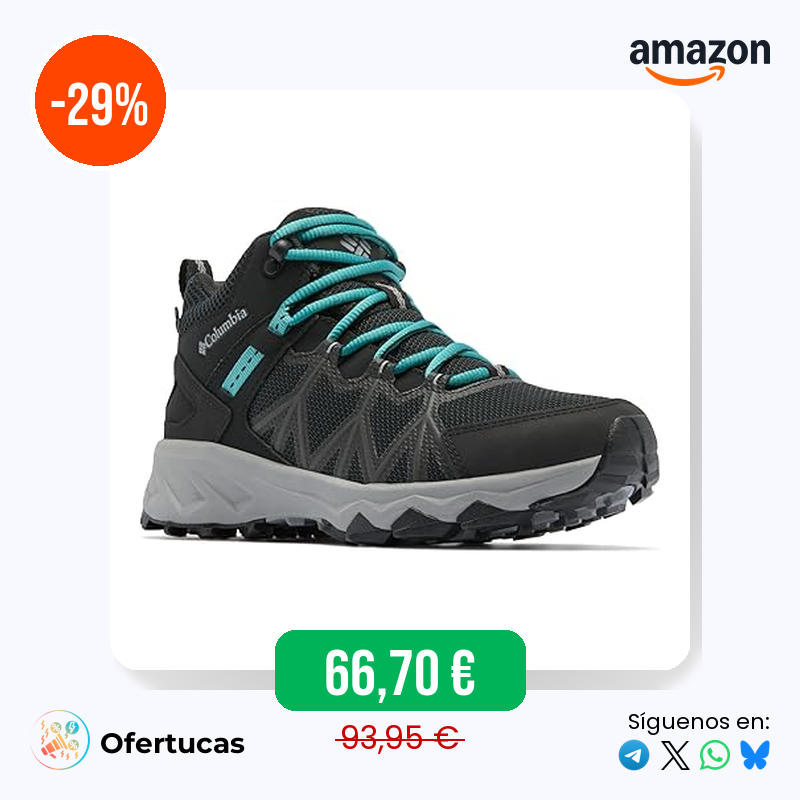 -29%
amazon
Columbia
66,70 €
93,95 €
Ofertucas
Síguenos en: